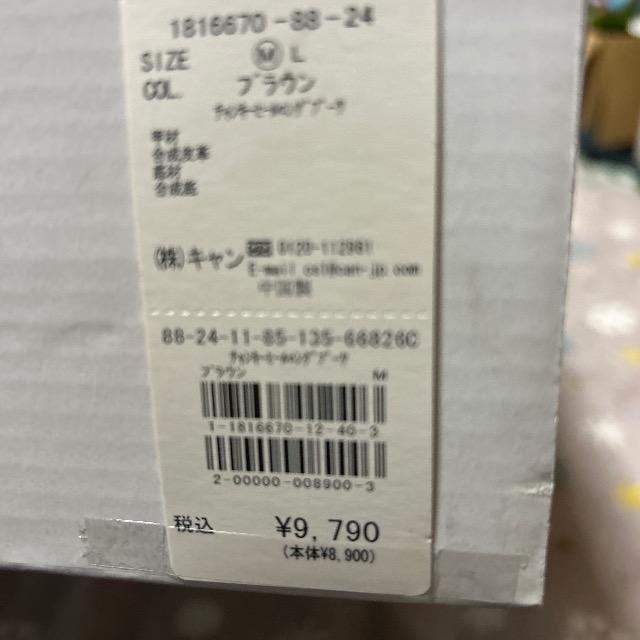 1816670-88-24
SIZE Ⓜ L
COL. ブラウン
甲材
合成皮革
底材
合成底
(株)キャン 0120-112981
E-mail cs1@can-jp.com
中国製
88-24-11-85-135-66826C
ブラウン M
1-1816670-12-40-3
2-00000-008900-3
税込 ¥9,790
(本体¥8,900)